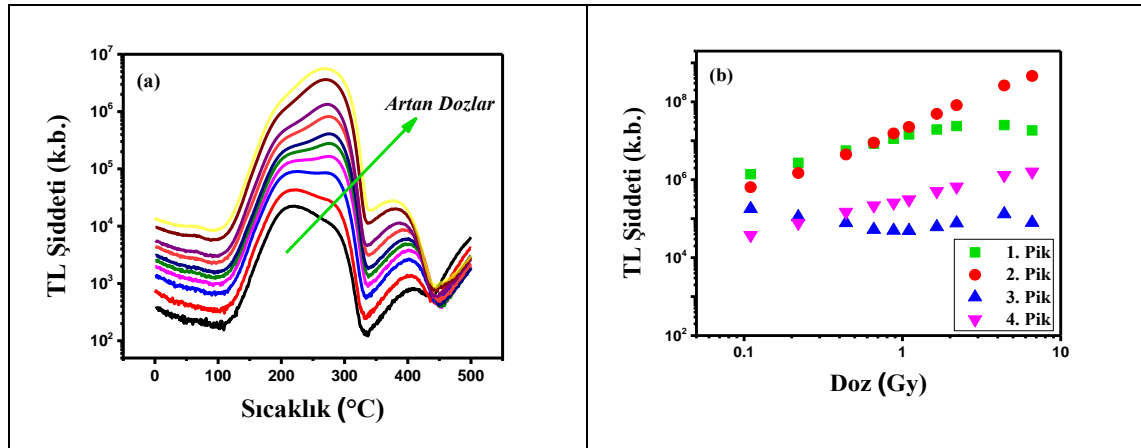 (a)
Artan Dozlar
TL Şiddeti (k.b.)
10^7
10^6
10^5
10^4
10^3
10^2
0
100
200
300
400
500
Sıcaklık (°C)
(b)
TL Şiddeti (k.b.)
10^8
10^6
10^4
10^2
1. Pik
2. Pik
3. Pik
4. Pik
0.1
1
10
Doz (Gy)